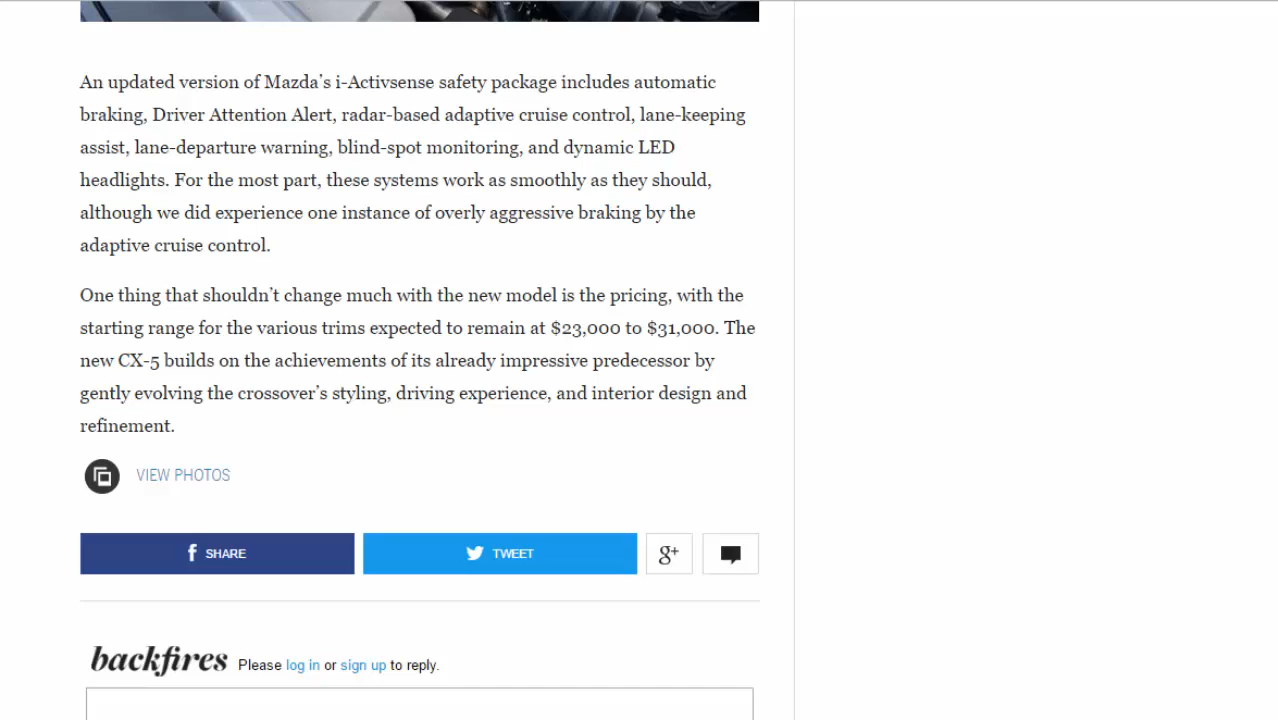 An updated version of Mazda’s i-Activsense safety package includes automatic
braking, Driver Attention Alert, radar-based adaptive cruise control, lane-keeping
assist, lane-departure warning, blind-spot monitoring, and dynamic LED
headlights. For the most part, these systems work as smoothly as they should,
although we did experience one instance of overly aggressive braking by the
adaptive cruise control.
One thing that shouldn’t change much with the new model is the pricing, with the
starting range for the various trims expected to remain at $23,000 to $31,000. The
new CX-5 builds on the achievements of its already impressive predecessor by
gently evolving the crossover’s styling, driving experience, and interior design and
refinement.
VIEW PHOTOS
f SHARE TWEET g+
backfires Please log in or sign up to reply.